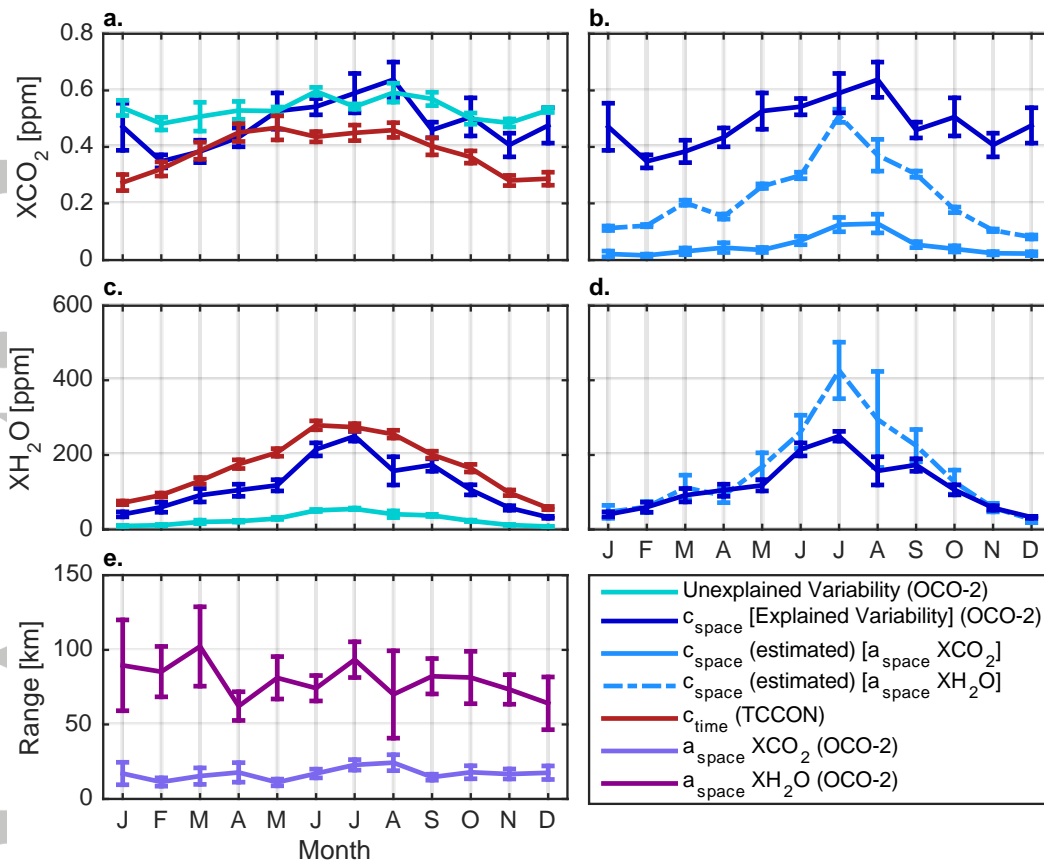 a.
b.
0.8
0.6
0.4
0.2
0
XCO2 [ppm]
c.
d.
600
400
200
0
XH2O [ppm]
J F M A M J J A S O N D
e.
150
100
50
0
Range [km]
J F M A M J J A S O N D
Month
Unexplained Variability (OCO-2)
cspace [Explained Variability] (OCO-2)
cspace (estimated) [aspace XCO2]
cspace (estimated) [aspace XH2O]
ctime (TCCON)
aspace XCO2 (OCO-2)
aspace XH2O (OCO-2)